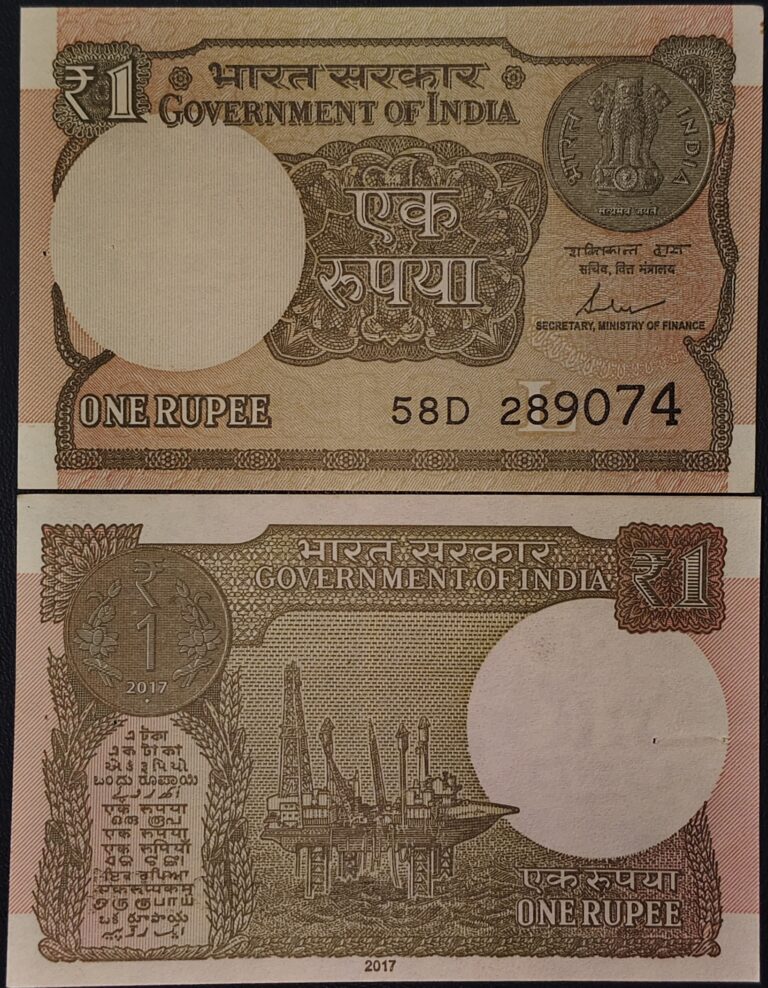 ₹1
भारत सरकार
GOVERNMENT OF INDIA
भारत
INDIA
सत्यमेव जयते
एक
रुपया
शक्तिकान्त दास
सचिव, वित्त मंत्रालय
SECRETARY, MINISTRY OF FINANCE
ONE RUPEE
58D 289074
L
भारत सरकार
GOVERNMENT OF INDIA
₹1
₹
1
2017
एक रुपया
एक रुपया
एक रुपया
ONE RUPEE
2017